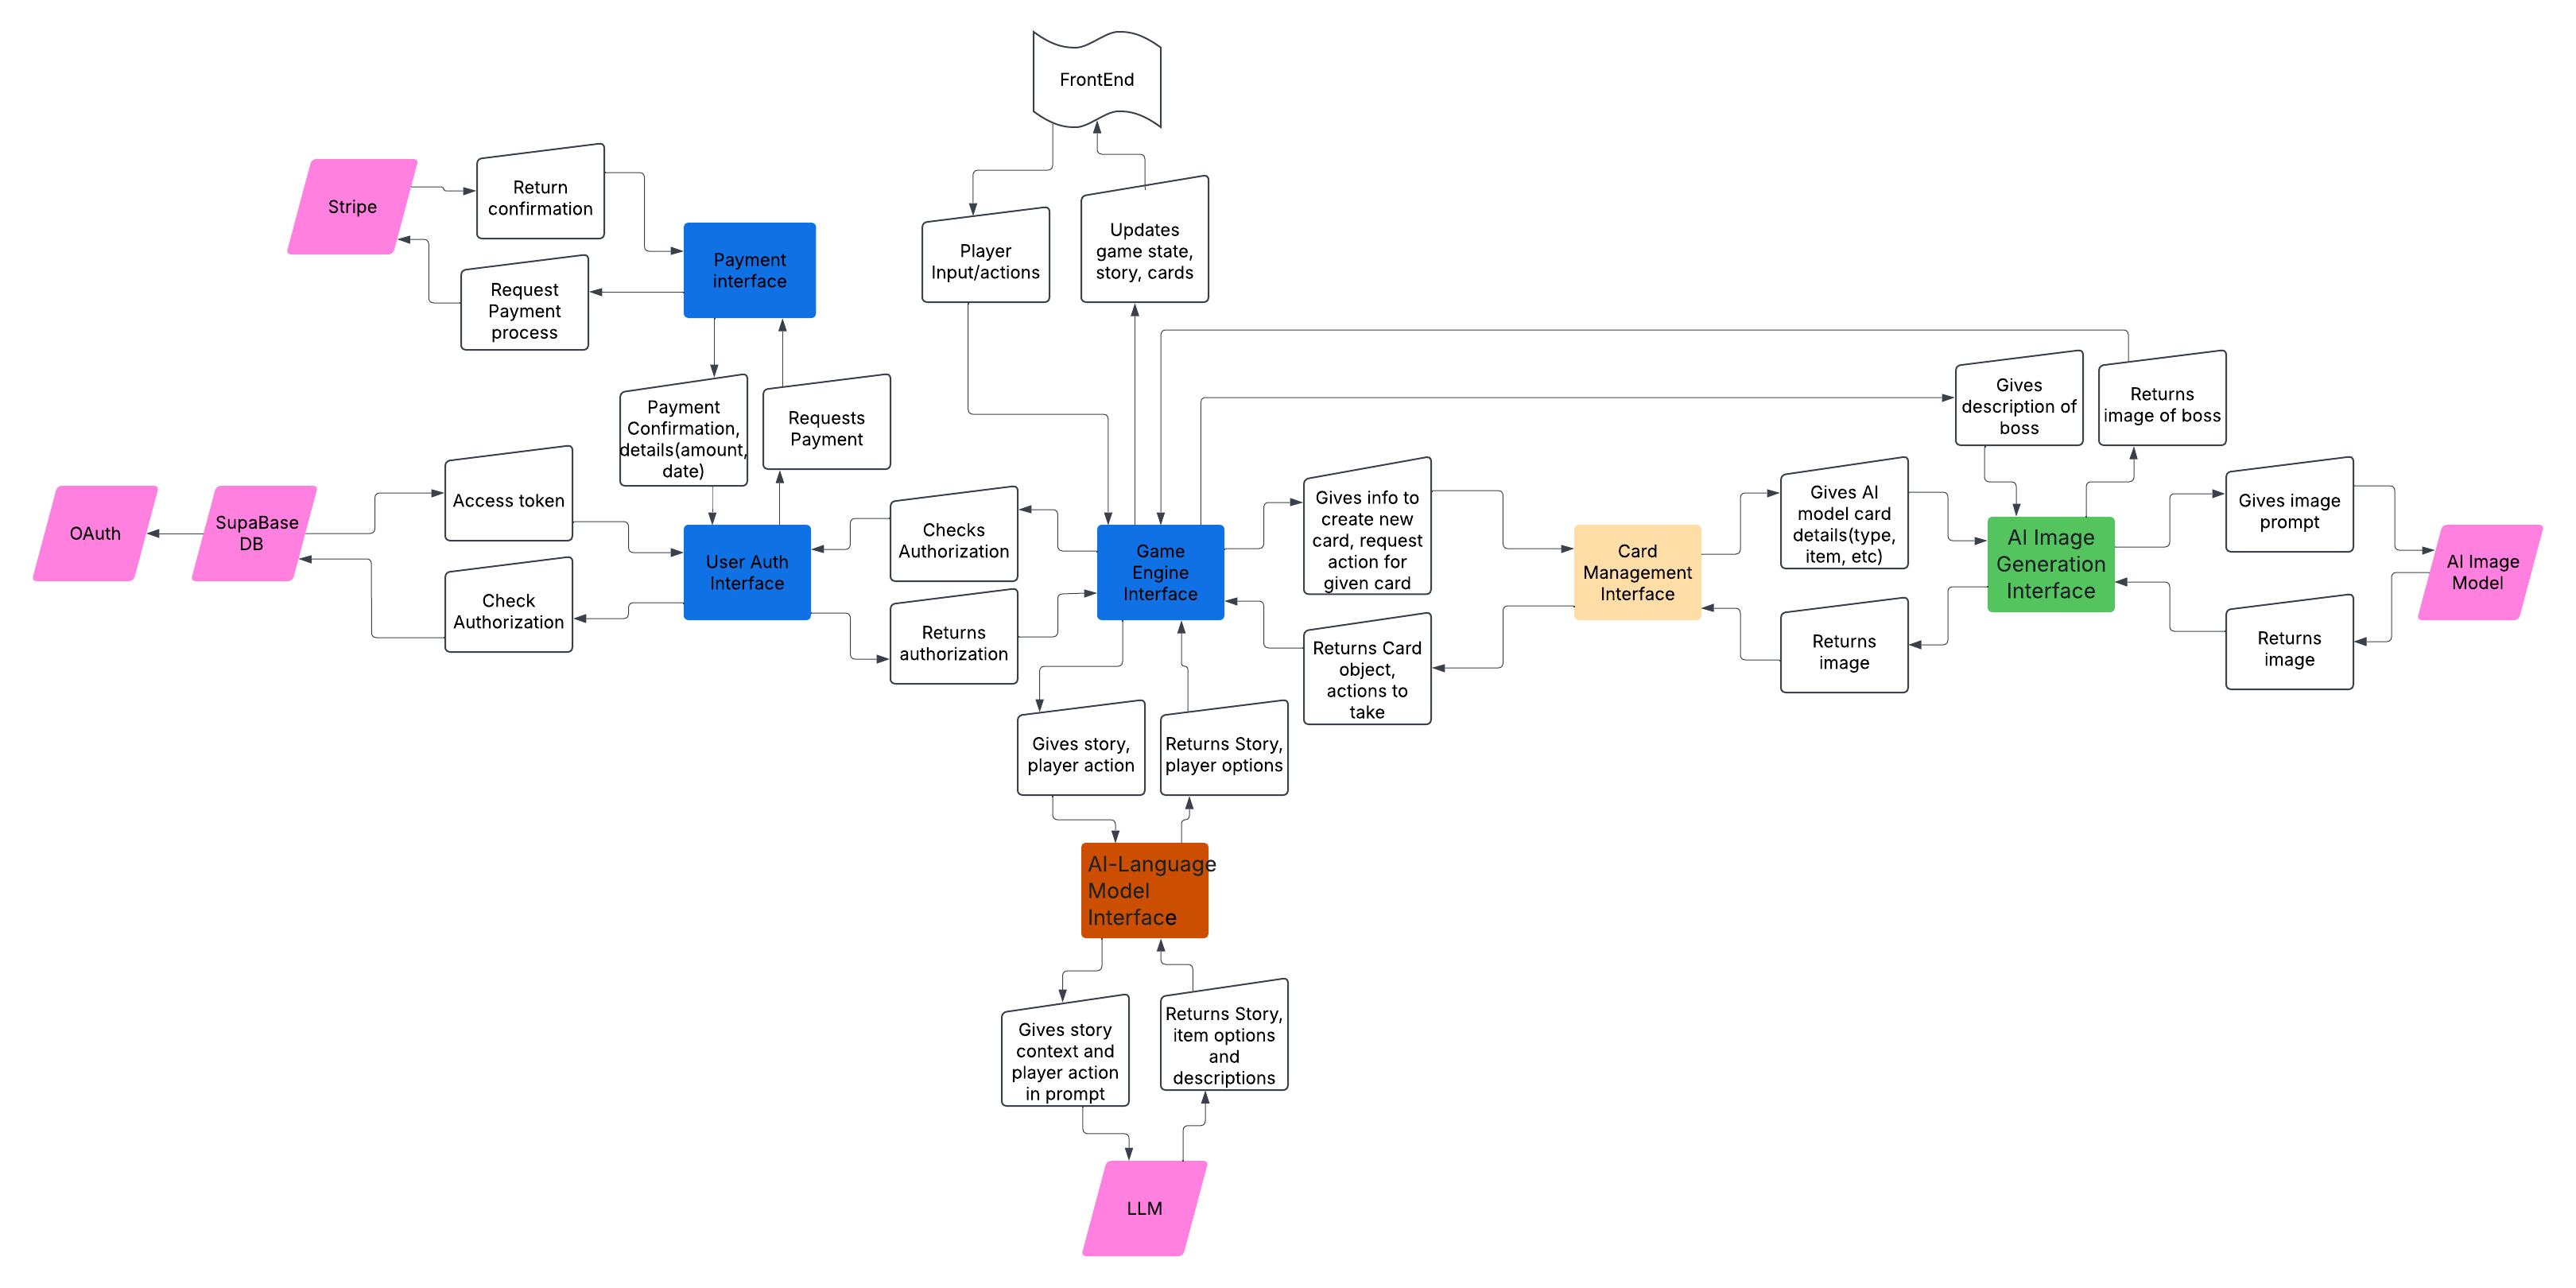 FrontEnd
Stripe
Return
confirmation
Request
Payment
process
Payment
interface
Player
Input/actions
Updates
game state,
story, cards
Payment
Confirmation,
details(amount,
date)
Requests
Payment
Gives
description of
boss
Returns
image of boss
OAuth
SupaBase
DB
Access token
Check
Authorization
User Auth
Interface
Checks
Authorization
Returns
authorization
Game
Engine
Interface
Gives info to
create new
card, request
action for
given card
Returns Card
object,
actions to
take
Card
Management
Interface
Gives AI
model card
details(type,
item, etc)
Returns
image
AI Image
Generation
Interface
Gives image
prompt
Returns
image
AI Image
Model
Gives story,
player action
Returns Story,
player options
AI-Language
Model
Interface
Gives story
context and
player action
in prompt
Returns Story,
item options
and
descriptions
LLM